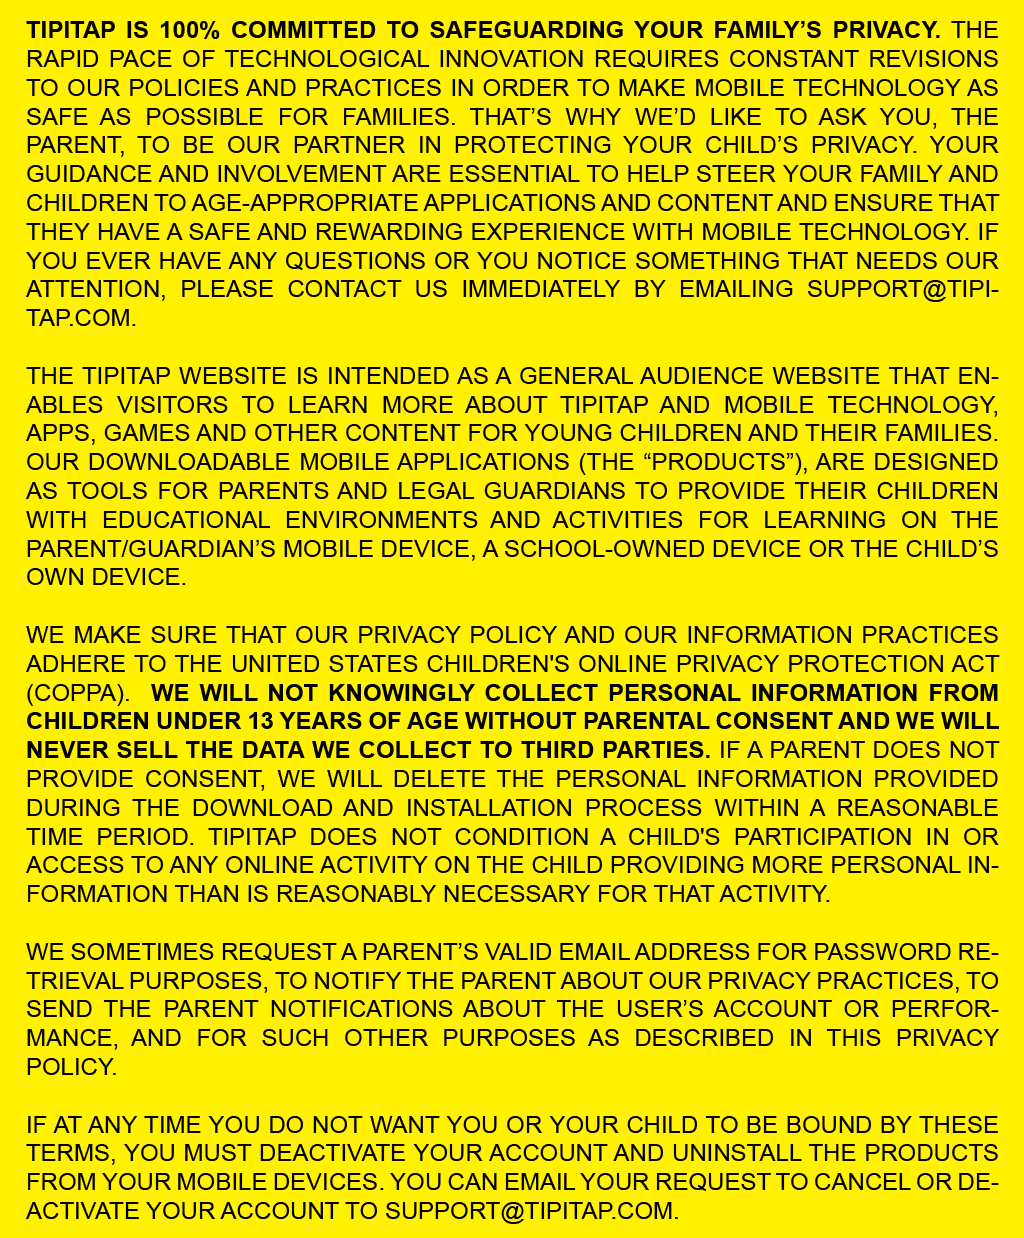 TIPITAP IS 100% COMMITTED TO SAFEGUARDING YOUR FAMILY’S PRIVACY. THE
RAPID PACE OF TECHNOLOGICAL INNOVATION REQUIRES CONSTANT REVISIONS
TO OUR POLICIES AND PRACTICES IN ORDER TO MAKE MOBILE TECHNOLOGY AS
SAFE AS POSSIBLE FOR FAMILIES. THAT’S WHY WE’D LIKE TO ASK YOU, THE
PARENT, TO BE OUR PARTNER IN PROTECTING YOUR CHILD’S PRIVACY. YOUR
GUIDANCE AND INVOLVEMENT ARE ESSENTIAL TO HELP STEER YOUR FAMILY AND
CHILDREN TO AGE-APPROPRIATE APPLICATIONS AND CONTENT AND ENSURE THAT
THEY HAVE A SAFE AND REWARDING EXPERIENCE WITH MOBILE TECHNOLOGY. IF
YOU EVER HAVE ANY QUESTIONS OR YOU NOTICE SOMETHING THAT NEEDS OUR
ATTENTION, PLEASE CONTACT US IMMEDIATELY BY EMAILING SUPPORT@TIPI-
TAP.COM.
THE TIPITAP WEBSITE IS INTENDED AS A GENERAL AUDIENCE WEBSITE THAT EN-
ABLES VISITORS TO LEARN MORE ABOUT TIPITAP AND MOBILE TECHNOLOGY,
APPS, GAMES AND OTHER CONTENT FOR YOUNG CHILDREN AND THEIR FAMILIES.
OUR DOWNLOADABLE MOBILE APPLICATIONS (THE “PRODUCTS”), ARE DESIGNED
AS TOOLS FOR PARENTS AND LEGAL GUARDIANS TO PROVIDE THEIR CHILDREN
WITH EDUCATIONAL ENVIRONMENTS AND ACTIVITIES FOR LEARNING ON THE
PARENT/GUARDIAN’S MOBILE DEVICE, A SCHOOL-OWNED DEVICE OR THE CHILD’S
OWN DEVICE.
WE MAKE SURE THAT OUR PRIVACY POLICY AND OUR INFORMATION PRACTICES
ADHERE TO THE UNITED STATES CHILDREN'S ONLINE PRIVACY PROTECTION ACT
(COPPA).  WE WILL NOT KNOWINGLY COLLECT PERSONAL INFORMATION FROM
CHILDREN UNDER 13 YEARS OF AGE WITHOUT PARENTAL CONSENT AND WE WILL
NEVER SELL THE DATA WE COLLECT TO THIRD PARTIES. IF A PARENT DOES NOT
PROVIDE CONSENT, WE WILL DELETE THE PERSONAL INFORMATION PROVIDED
DURING THE DOWNLOAD AND INSTALLATION PROCESS WITHIN A REASONABLE
TIME PERIOD. TIPITAP DOES NOT CONDITION A CHILD'S PARTICIPATION IN OR
ACCESS TO ANY ONLINE ACTIVITY ON THE CHILD PROVIDING MORE PERSONAL IN-
FORMATION THAN IS REASONABLY NECESSARY FOR THAT ACTIVITY.
WE SOMETIMES REQUEST A PARENT’S VALID EMAIL ADDRESS FOR PASSWORD RE-
TRIEVAL PURPOSES, TO NOTIFY THE PARENT ABOUT OUR PRIVACY PRACTICES, TO
SEND THE PARENT NOTIFICATIONS ABOUT THE USER’S ACCOUNT OR PERFOR-
MANCE, AND FOR SUCH OTHER PURPOSES AS DESCRIBED IN THIS PRIVACY
POLICY.
IF AT ANY TIME YOU DO NOT WANT YOU OR YOUR CHILD TO BE BOUND BY THESE
TERMS, YOU MUST DEACTIVATE YOUR ACCOUNT AND UNINSTALL THE PRODUCTS
FROM YOUR MOBILE DEVICES. YOU CAN EMAIL YOUR REQUEST TO CANCEL OR DE-
ACTIVATE YOUR ACCOUNT TO SUPPORT@TIPITAP.COM.